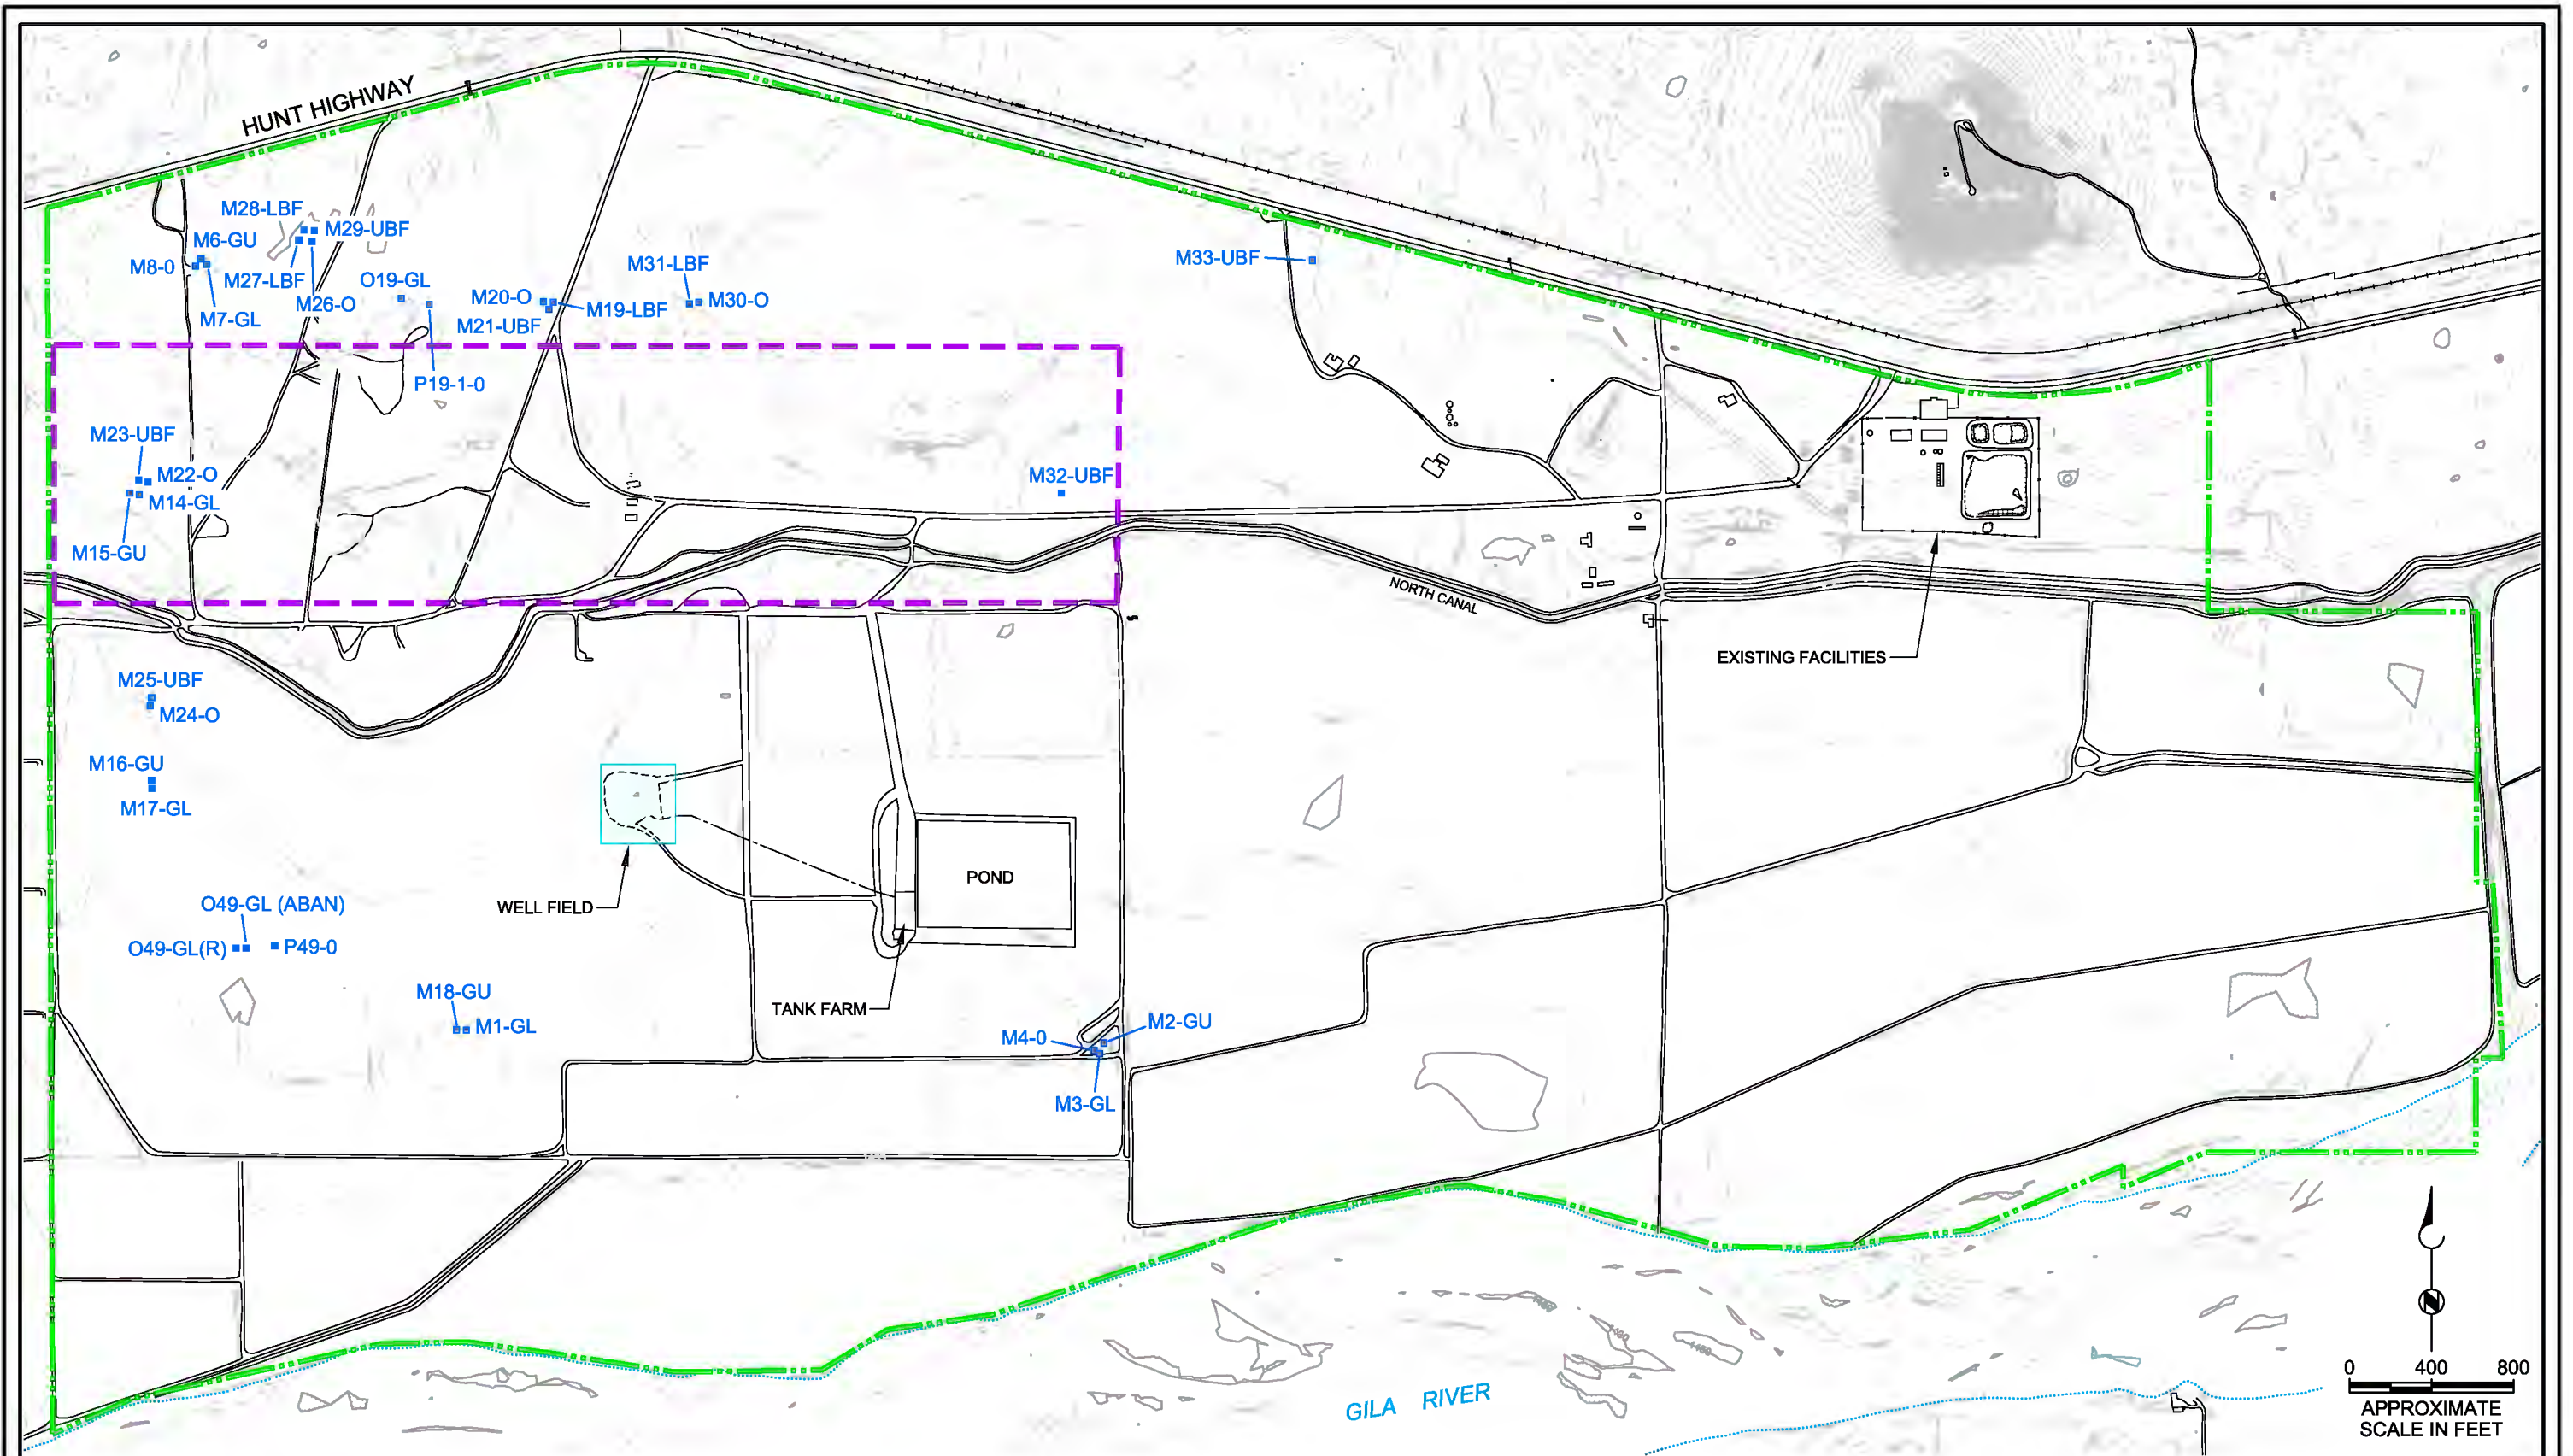 HUNT HIGHWAY
M28-LBF
M29-UBF
M6-GU
M8-0
M27-LBF
M7-GL
M26-O
O19-GL
P19-1-0
M20-O
M19-LBF
M21-UBF
M31-LBF
M30-O
M33-UBF
M23-UBF
M22-O
M14-GL
M15-GU
M32-UBF
NORTH CANAL
EXISTING FACILITIES
M25-UBF
M24-O
M16-GU
M17-GL
WELL FIELD
POND
O49-GL (ABAN)
O49-GL(R)
P49-0
TANK FARM
M18-GU
M1-GL
M4-0
M2-GU
M3-GL
GILA RIVER
N
0 400 800
APPROXIMATE
SCALE IN FEET